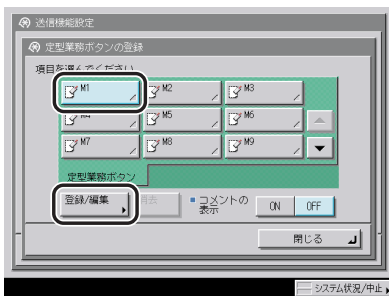 送信機能設定
定型業務ボタンの登録
項目を選んでください
M1 M2 M3
M4 M5 M6
M7 M8 M9
定型業務ボタン
登録/編集 消去 ■コメントの表示 ON OFF
閉じる
システム状況/中止